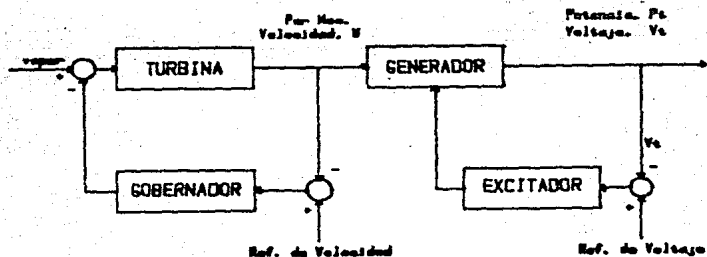 Par Mec.
Velocidad, W
Potencia, Pt
Voltaje, Vt
vapor
+
-
TURBINA
GENERADOR
-
Vt
-
GOBERNADOR
EXCITADOR
+
+
Ref. de Velocidad
Ref. de Voltaje